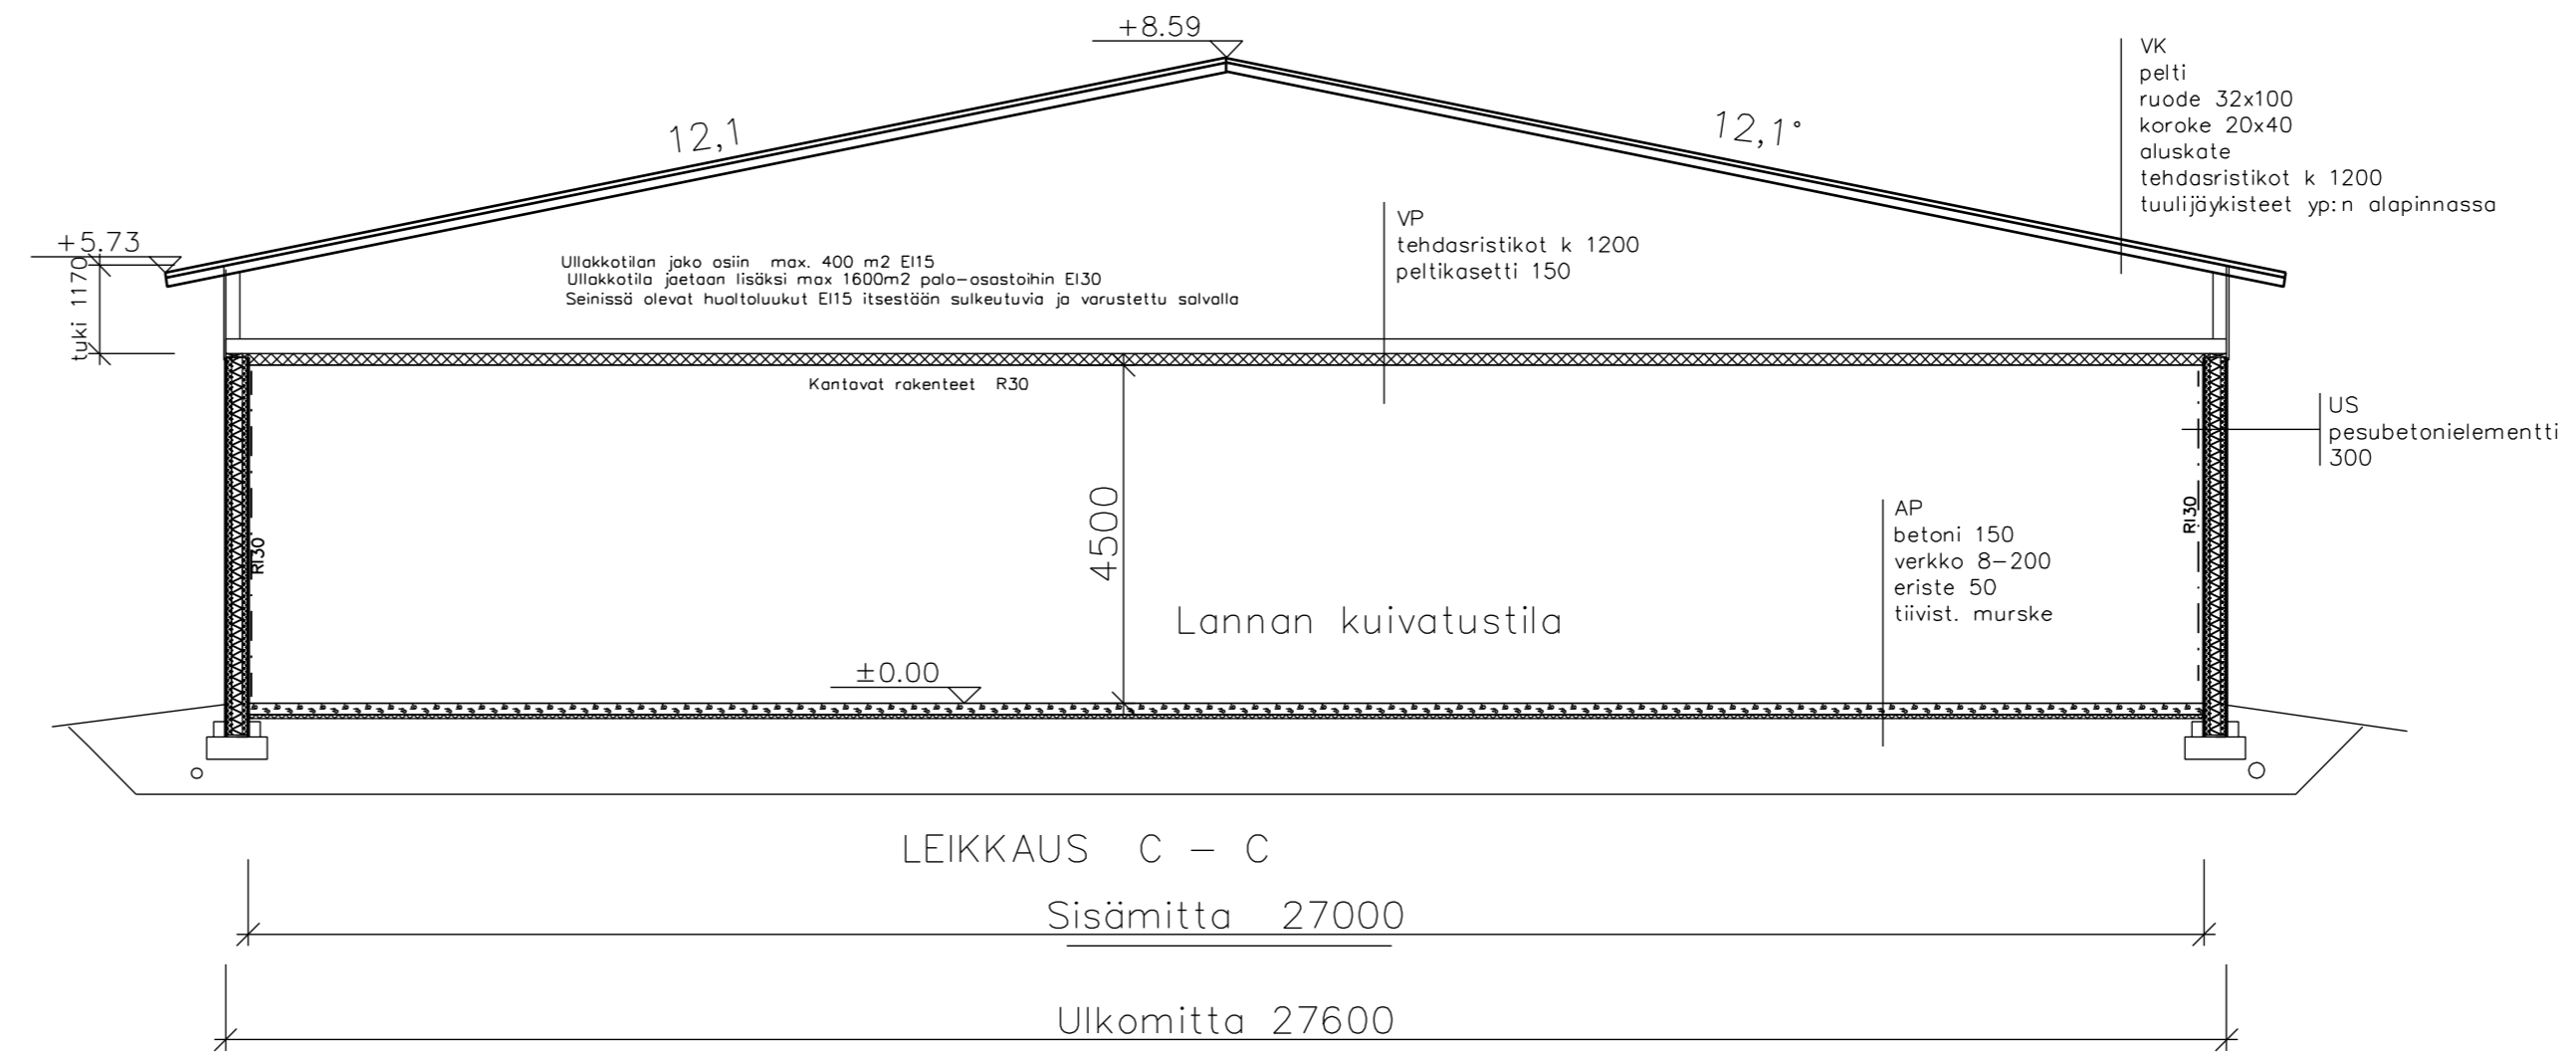 +8.59
VK
pelti
ruode 32x100
koroke 20x40
aluskate
tehdasristikot k 1200
tuulijäykisteet yp:n alapinnassa
12,1
12,1°
+5.73
tuki 1170
VP
tehdasristikot k 1200
peltikasetti 150
Ullakkotilan jako osiin max. 400 m2 EI15
Ullakkotila jaetaan lisäksi max 1600m2 palo-osastoihin EI30
Seinissä olevat huoltoluukut EI15 itsestään sulkeutuvia ja varustettu salvalla
Kantavat rakenteet R30
US
pesubetonielementti
300
4500
RI30
RI30
AP
betoni 150
verkko 8-200
eriste 50
tiivist. murske
Lannan kuivatustila
±0.00
LEIKKAUS C - C
Sisämitta 27000
Ulkomitta 27600